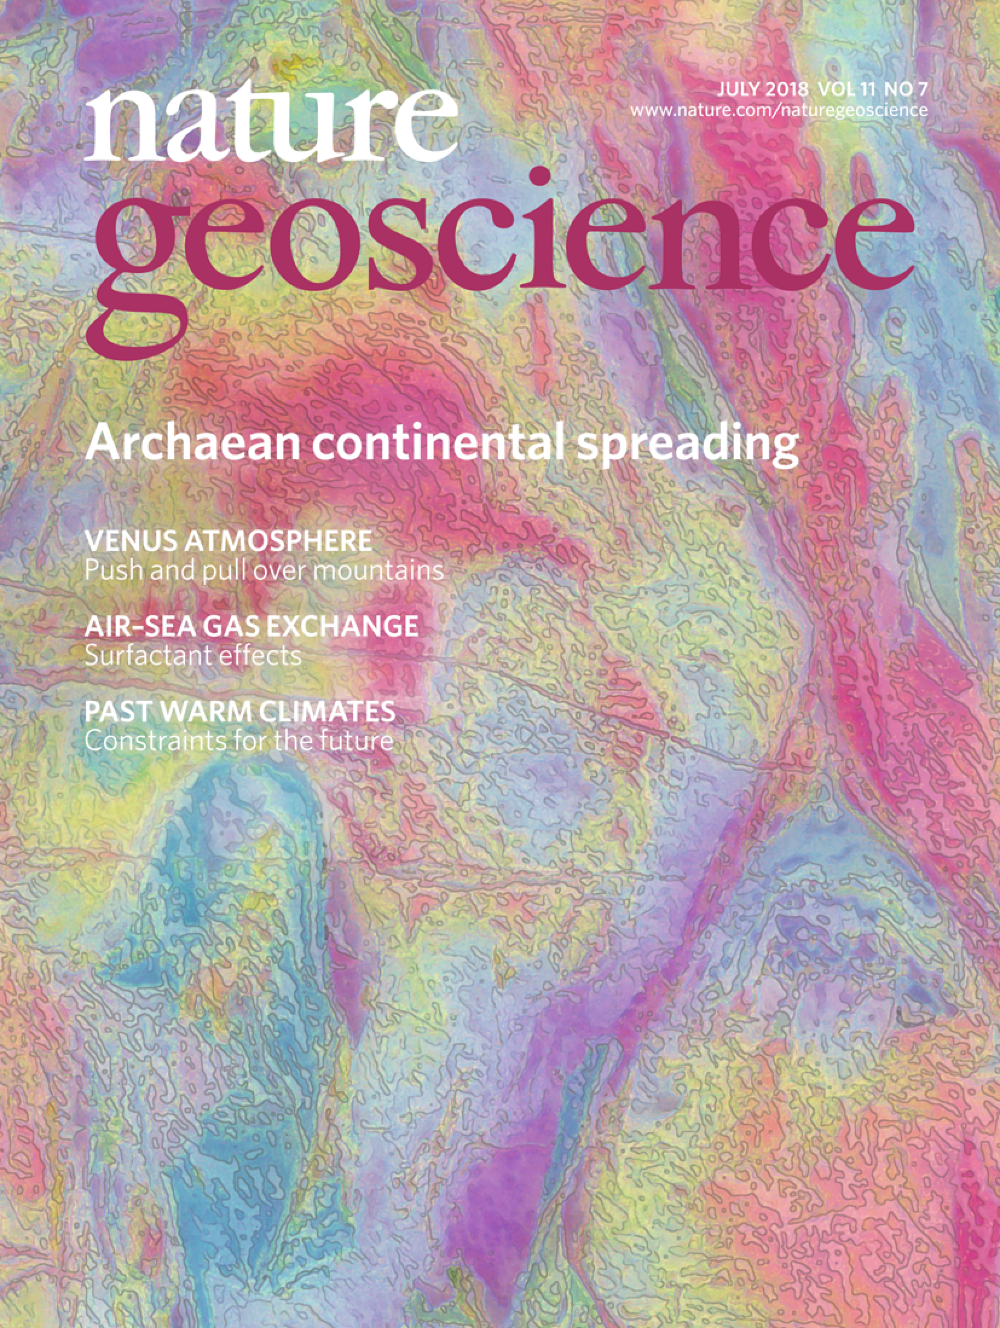 nature
JULY 2018 VOL 11 NO 7
www.nature.com/naturegeoscience
geoscience
Archaean continental spreading
VENUS ATMOSPHERE
Push and pull over mountains
AIR–SEA GAS EXCHANGE
Surfactant effects
PAST WARM CLIMATES
Constraints for the future